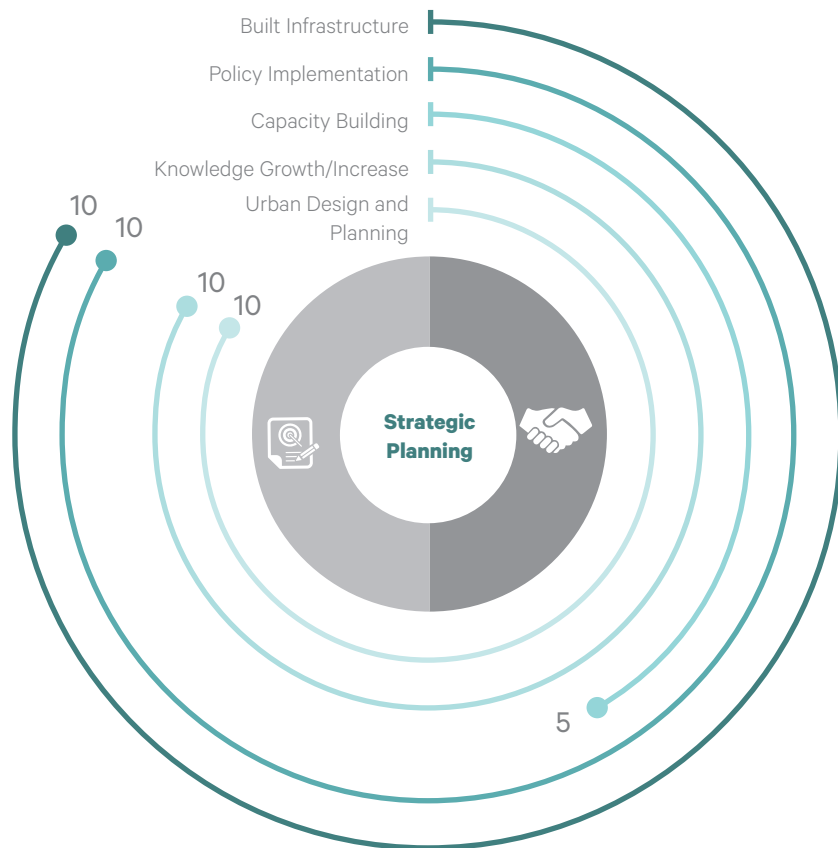 Built Infrastructure
Policy Implementation
Capacity Building
Knowledge Growth/Increase
Urban Design and
Planning
10
10
10
10
Strategic
Planning
5